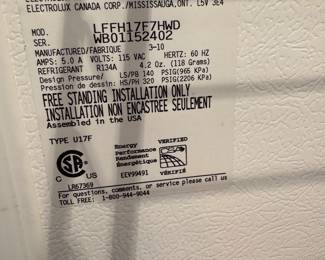 ELECTROLUX CANADA CORP./MISSISSAUGA, ONT. L5V 3E4
MOD. LFFH17F7HWD
SER. WB01152402
MANUFACTURED/FABRIQUE 3-10
AMPS: 5.0 A VOLTS: 115 VAC HERTZ: 60 HZ
REFRIGERANT R134A 4.2 Oz. (118 Grams)
Design Pressure/ LS/PB 140 PSIG(965 KPa)
Pression de dessin: HS/PH 320 PSIG(2206 KPa)
FREE STANDING INSTALLATION ONLY
INSTALLATION NON ENCASTREE SEULEMENT
Assembled in the USA
TYPE U17F
Energy VERIFIED
Performance
Rendement
Énergétique
C US
LR67369 EEV99491 VÉRIFIÉ
For questions/comments, or service please call
TOLL FREE: 1-800-944-9044